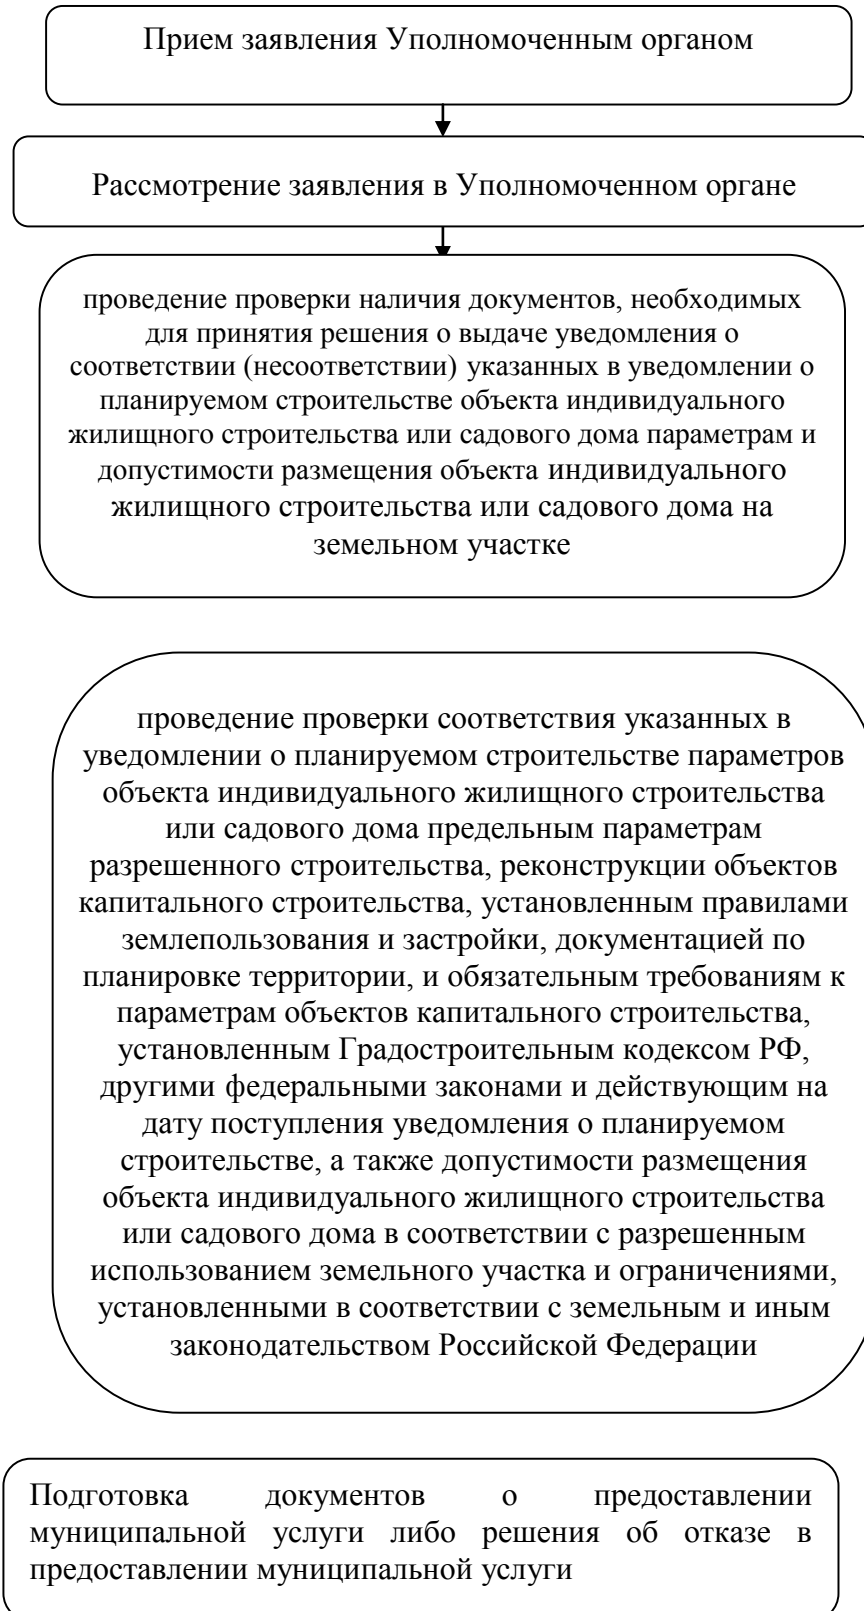 Прием заявления Уполномоченным органом
Рассмотрение заявления в Уполномоченном органе
проведение проверки наличия документов, необходимых
для принятия решения о выдаче уведомления о
соответствии (несоответствии) указанных в уведомлении о
планируемом строительстве объекта индивидуального
жилищного строительства или садового дома параметрам и
допустимости размещения объекта индивидуального
жилищного строительства или садового дома на
земельном участке
проведение проверки соответствия указанных в
уведомлении о планируемом строительстве параметров
объекта индивидуального жилищного строительства
или садового дома предельным параметрам
разрешенного строительства, реконструкции объектов
капитального строительства, установленным правилами
землепользования и застройки, документацией по
планировке территории, и обязательным требованиям к
параметрам объектов капитального строительства,
установленным Градостроительным кодексом РФ,
другими федеральными законами и действующим на
дату поступления уведомления о планируемом
строительстве, а также допустимости размещения
объекта индивидуального жилищного строительства
или садового дома в соответствии с разрешенным
использованием земельного участка и ограничениями,
установленными в соответствии с земельным и иным
законодательством Российской Федерации
Подготовка документов о предоставлении
муниципальной услуги либо решения об отказе в
предоставлении муниципальной услуги